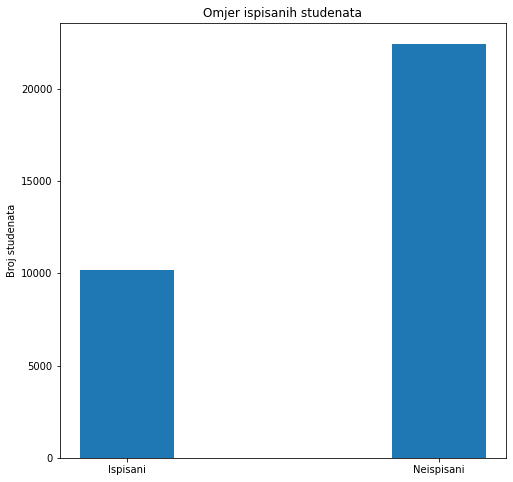 Omjer ispisanih studenata
Broj studenata
20000
15000
10000
5000
0
Ispisani
Neispisani